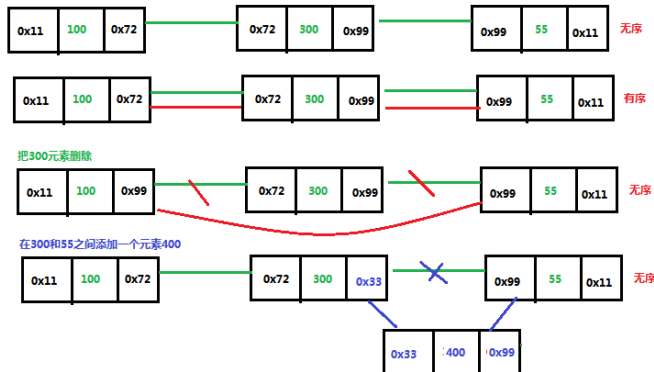 0x11 100 0x72 0x72 300 0x99 0x99 55 0x11 无序
0x11 100 0x72 0x72 300 0x99 0x99 55 0x11 有序
把300元素删除
0x11 100 0x99 0x72 300 0x99 0x99 55 0x11 无序
在300和55之间添加一个元素400
0x11 100 0x72 0x72 300 0x33 0x99 55 0x11 无序
0x33 400 0x99